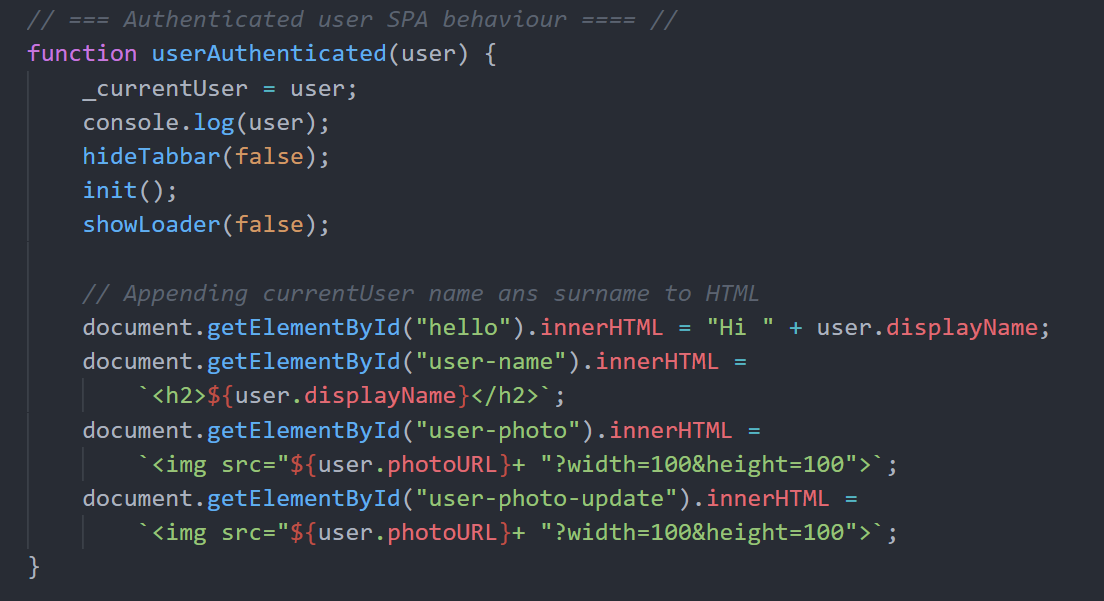 // === Authenticated user SPA behaviour ==== //
function userAuthenticated(user) {
    _currentUser = user;
    console.log(user);
    hideTabbar(false);
    init();
    showLoader(false);

    // Appending currentUser name ans surname to HTML
    document.getElementById("hello").innerHTML = "Hi " + user.displayName;
    document.getElementById("user-name").innerHTML =
        `<h2>${user.displayName}</h2>`;
    document.getElementById("user-photo").innerHTML =
        `<img src="${user.photoURL}+ "?width=100&height=100">`;
    document.getElementById("user-photo-update").innerHTML =
        `<img src="${user.photoURL}+ "?width=100&height=100">`;
}